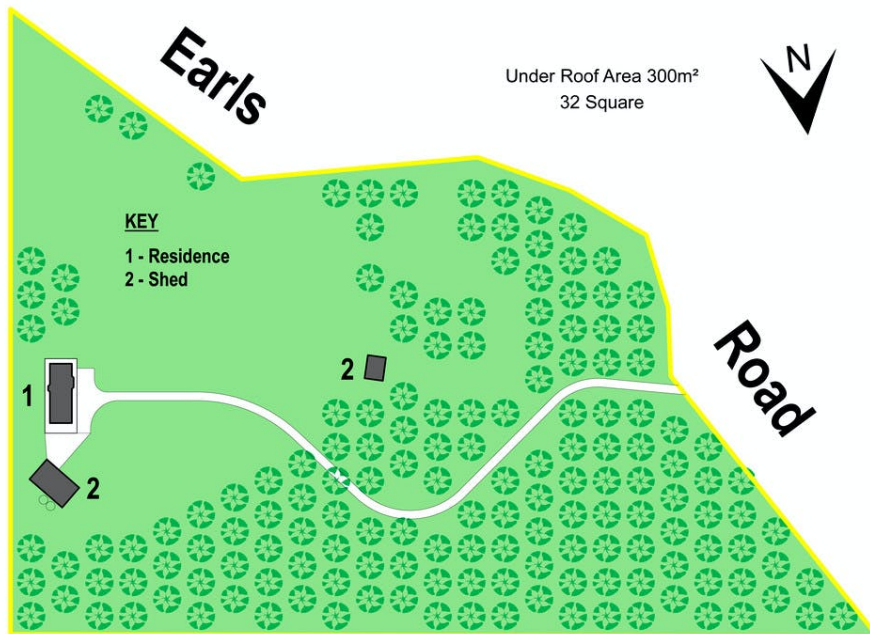 Earls
Under Roof Area 300m²
32 Square
N
KEY
1 - Residence
2 - Shed
Road
2
1
2